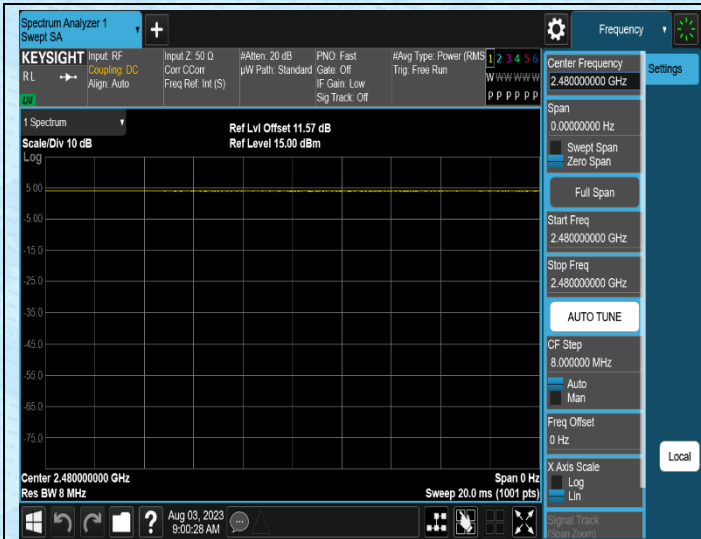 Spectrum Analyzer 1
Swept SA
+
Frequency
KEYSIGHT
RL
LXI
Input: RF
Coupling: DC
Align: Auto
Input Z: 50 Ω
Corr CCorr
Freq Ref: Int (S)
#Atten: 20 dB
µW Path: Standard
PNO: Fast
Gate: Off
IF Gain: Low
Sig Track: Off
#Avg Type: Power (RMS
Trig: Free Run
1 2 3 4 5 6
W W W W W W
P P P P P P
1 Spectrum
Scale/Div 10 dB
Log
Ref Lvl Offset 11.57 dB
Ref Level 15.00 dBm
5.00
-5.00
-15.0
-25.0
-35.0
-45.0
-55.0
-65.0
-75.0
Center 2.480000000 GHz
Res BW 8 MHz
Span 0 Hz
Sweep 20.0 ms (1001 pts)
?
Aug 03, 2023
9:00:28 AM
Center Frequency
2.480000000 GHz
Settings
Span
0.00000000 Hz
Swept Span
Zero Span
Full Span
Start Freq
2.480000000 GHz
Stop Freq
2.480000000 GHz
AUTO TUNE
CF Step
8.000000 MHz
Auto
Man
Freq Offset
0 Hz
X Axis Scale
Log
Lin
Local
Signal Track
(Span Zoom)